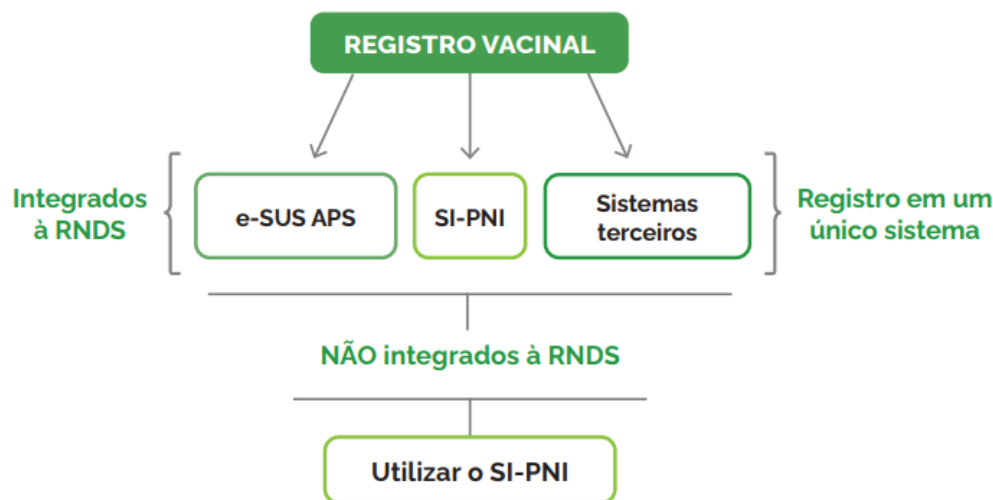 REGISTRO VACINAL
Integrados
à RNDS
e-SUS APS
SI-PNI
Sistemas
terceiros
Registro em um
único sistema
NÃO integrados à RNDS
Utilizar o SI-PNI